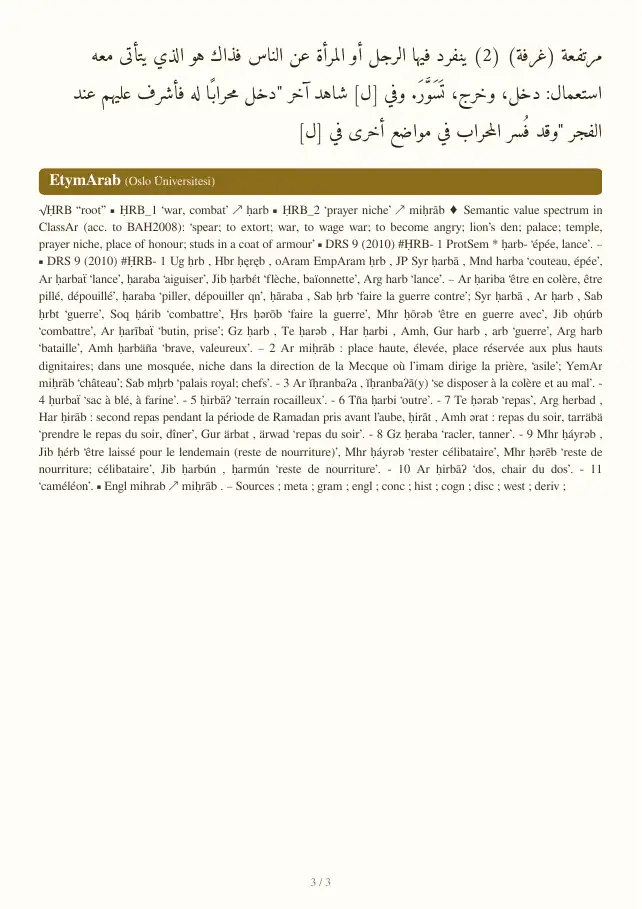 مرتفعة (غرفة) (2) ينفرد فيها الرجل أو المرأة عن الناس فذاك هو الذي يتأتى معه
استعمال: دخل، وخرج، تَسَوَّرَ. وفي [ل] شاهد آخر "دخل محرابًا له فأشرف عليهم عند
الفجر "وقد فُسر المحراب في مواضع أخرى في [ل]
EtymArab (Oslo Üniversitesi)
√ḤRB “root” ▪ ḤRB_1 ‘war, combat’ ↗ ḥarb ▪ ḤRB_2 ‘prayer niche’ ↗ miḥrāb ♦ Semantic value spectrum in
ClassAr (acc. to BAH2008): ‘spear; to extort; war, to wage war; to become angry; lion’s den; palace; temple,
prayer niche, place of honour; studs in a coat of armour’ ▪ DRS 9 (2010) #ḤRB- 1 ProtSem * ḥarb- ‘épée, lance’. –
▪ DRS 9 (2010) #ḤRB- 1 Ug ḥrb , Hbr ḥẹrẹb , oAram EmpAram ḥrb , JP Syr ḥarbā , Mnd harba ‘couteau, épée’,
Ar ḥarbaẗ ‘lance’, ḥaraba ‘aiguiser’, Jib ḥarbɛ́t ‘flèche, baïonnette’, Arg harb ‘lance’. – Ar ḥariba ‘être en colère, être
pillé, dépouillé’, ḥaraba ‘piller, dépouiller qn’, ḥāraba , Sab ḥrb ‘faire la guerre contre’; Syr ḥarbā , Ar ḥarb , Sab
ḥrbt ‘guerre’, Soq ḥárib ‘combattre’, Ḥrs ḥərōb ‘faire la guerre’, Mhr ḥōrəb ‘être en guerre avec’, Jib oḥúrb
‘combattre’, Ar ḥarībaẗ ‘butin, prise’; Gz ḥarb , Te ḥarəb , Har ḥarbi , Amh, Gur harb , arb ‘guerre’, Arg harb
‘bataille’, Amh ḥarbäña ‘brave, valeureux’. – 2 Ar miḥrāb : place haute, élevée, place réservée aux plus hauts
dignitaires; dans une mosquée, niche dans la direction de la Mecque où l’imam dirige la prière, ‘asile’; YemAr
miḥrāb ‘château’; Sab mḥrb ‘palais royal; chefs’. - 3 Ar ĭḥranbaʔa , ĭḥranbaʔā(y) ‘se disposer à la colère et au mal’. -
4 ḥurbaẗ ‘sac à blé, à farine’. - 5 ḥirbāʔ ‘terrain rocailleux’. - 6 Tña ḥarbi ‘outre’. - 7 Te ḥərab ‘repas’, Arg herbad ,
Har ḥirāb : second repas pendant la période de Ramadan pris avant l’aube, ḥirāt , Amh ərat : repas du soir, tarräbä
‘prendre le repas du soir, dîner’, Gur ärbat , ärwad ‘repas du soir’. - 8 Gz ḥeraba ‘racler, tanner’. - 9 Mhr ḥáyrəb ,
Jib ḥérb ‘être laissé pour le lendemain (reste de nourriture)’, Mhr ḥáyrəb ‘rester célibataire’, Mhr ḥərēb ‘reste de
nourriture; célibataire’, Jib ḥarbún , ḥarmún ‘reste de nourriture’. - 10 Ar ḥirbāʔ ‘dos, chair du dos’. - 11
‘caméléon’. ▪ Engl mihrab ↗ miḥrāb . – Sources ; meta ; gram ; engl ; conc ; hist ; cogn ; disc ; west ; deriv ;
3 / 3